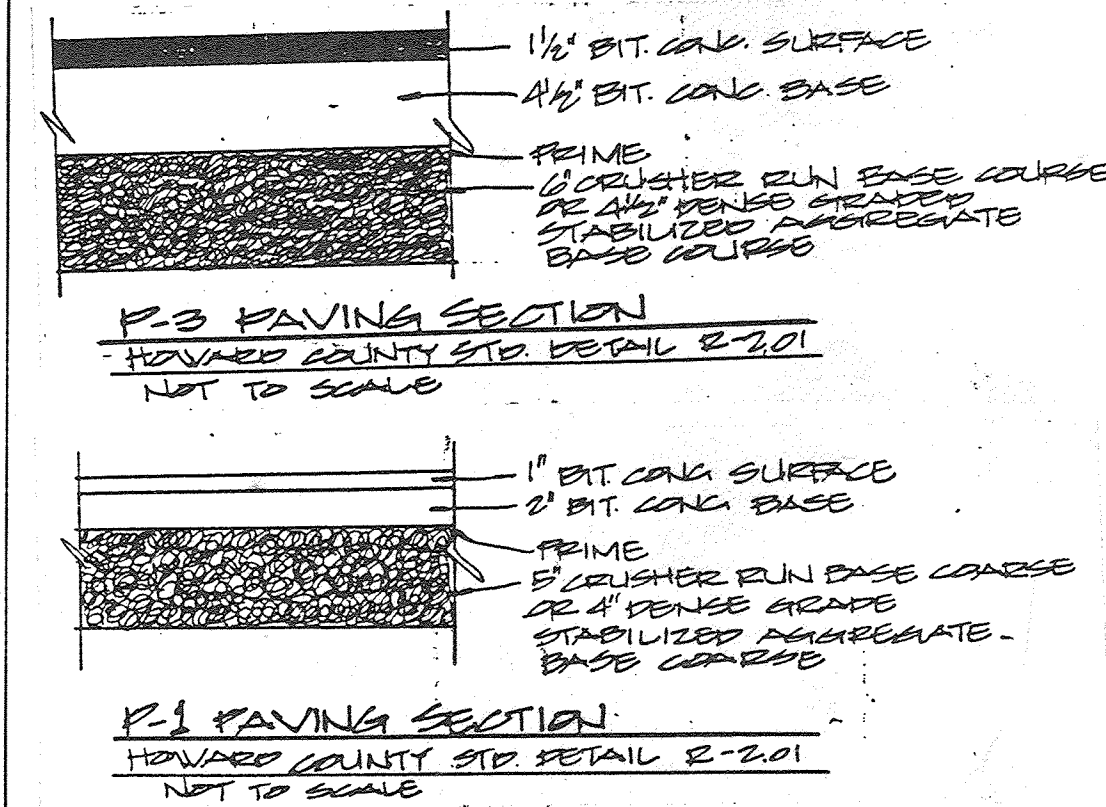 1½" BIT. CONC. SURFACE
4½" BIT. CONC. BASE
PRIME
6" CRUSHER RUN BASE COURSE
OR 4½" DENSE GRADED
STABILIZED AGGREGATE
BASE COURSE
P-3 PAVING SECTION
HOWARD COUNTY STD. DETAIL R-2.01
NOT TO SCALE
1" BIT. CONC. SURFACE
2" BIT. CONC. BASE
PRIME
5" CRUSHER RUN BASE COARSE
OR 4" DENSE GRADE
STABILIZED AGGREGATE
BASE COARSE
P-1 PAVING SECTION
HOWARD COUNTY STD. DETAIL R-2.01
NOT TO SCALE